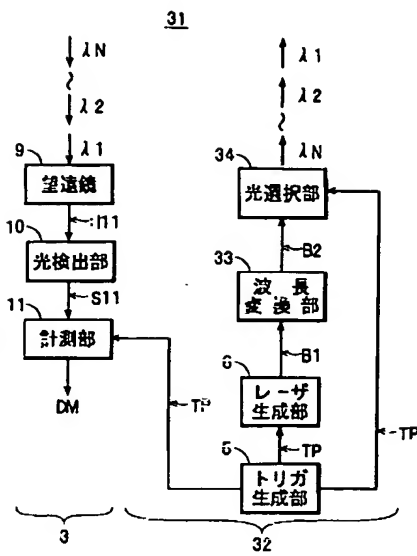 31
λN
λ2
λ1
9
望遠鏡
10
光検出部
S11
11
計測部
DM
TP
3
λ1
λ2
λN
34
光選択部
B2
33
波長
変換部
B1
6
レーザ
生成部
TP
TP
5
トリガ
生成部
32